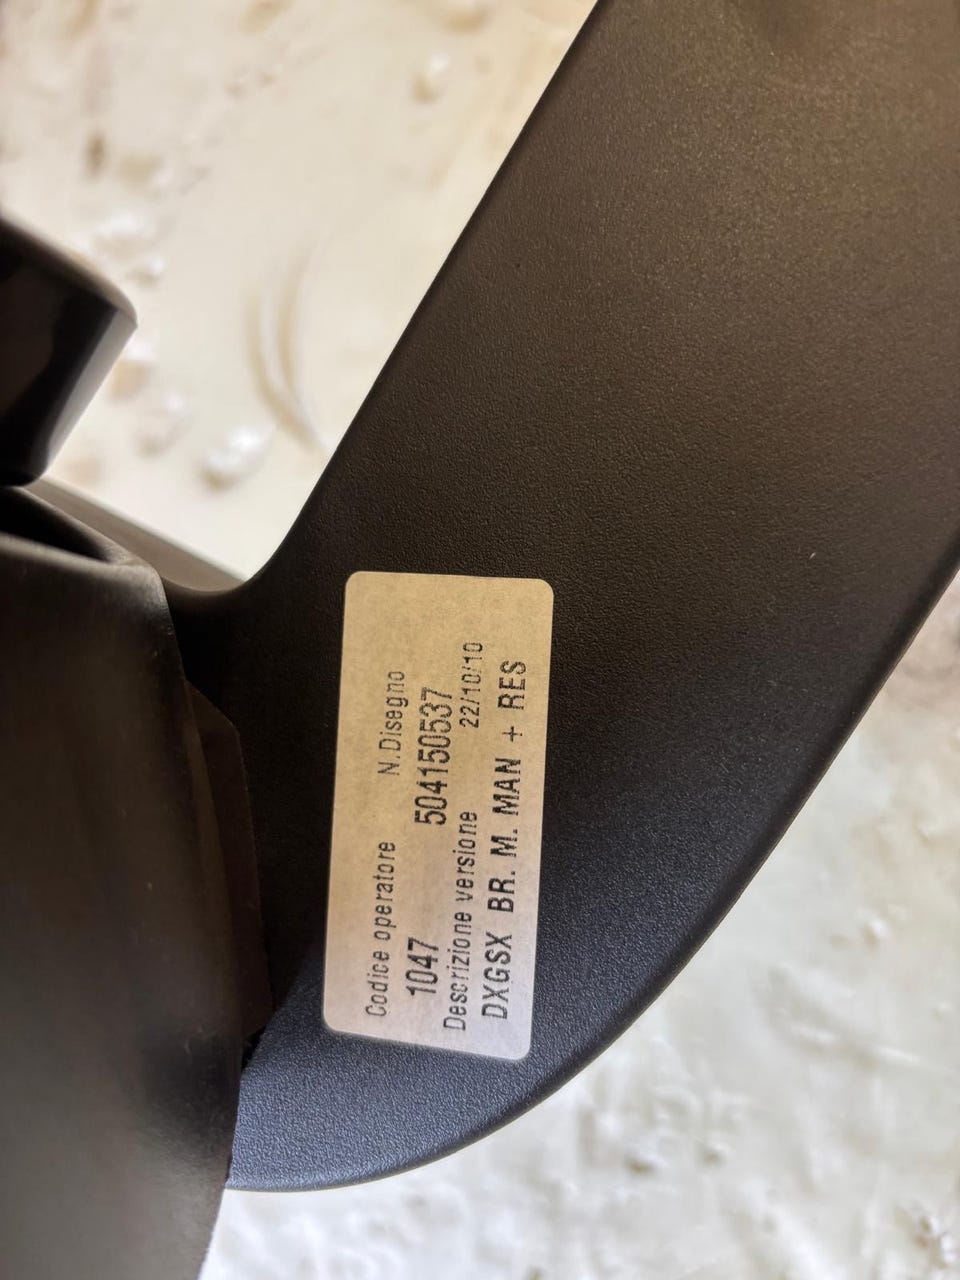 Codice operatore N.Disegno
1047 504150537
Descrizione versione 22/10/10
DXGSX BR. M. MAN + RES